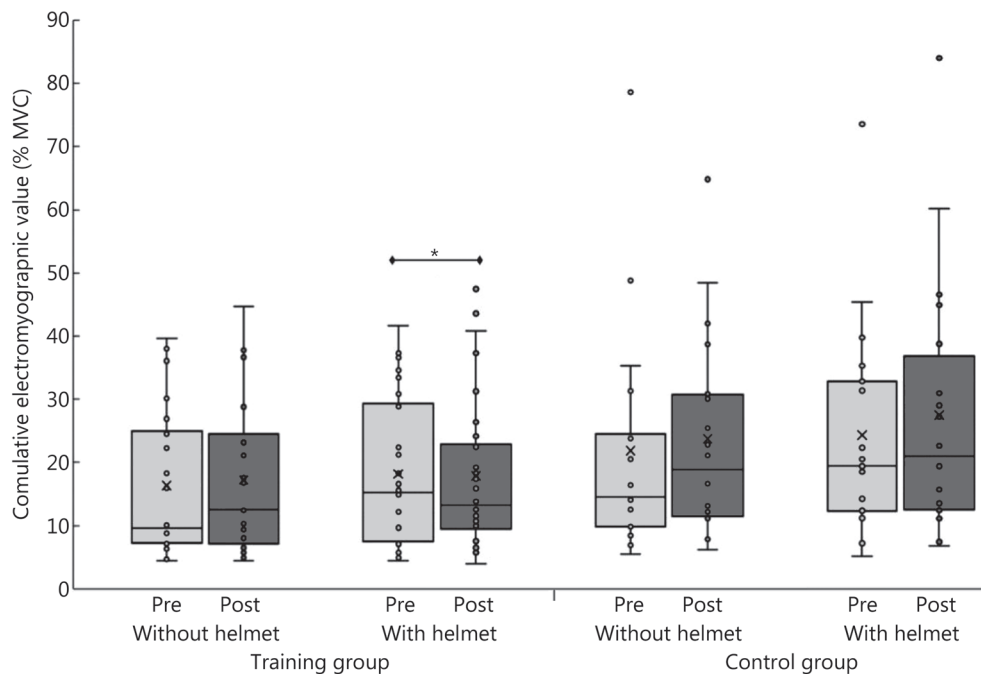 Comulative electromyograpnic value (% MVC)
90
80
70
60
50
40
30
20
10
0
*
Pre Post Pre Post Pre Post Pre Post
Without helmet With helmet Without helmet With helmet
Training group Control group